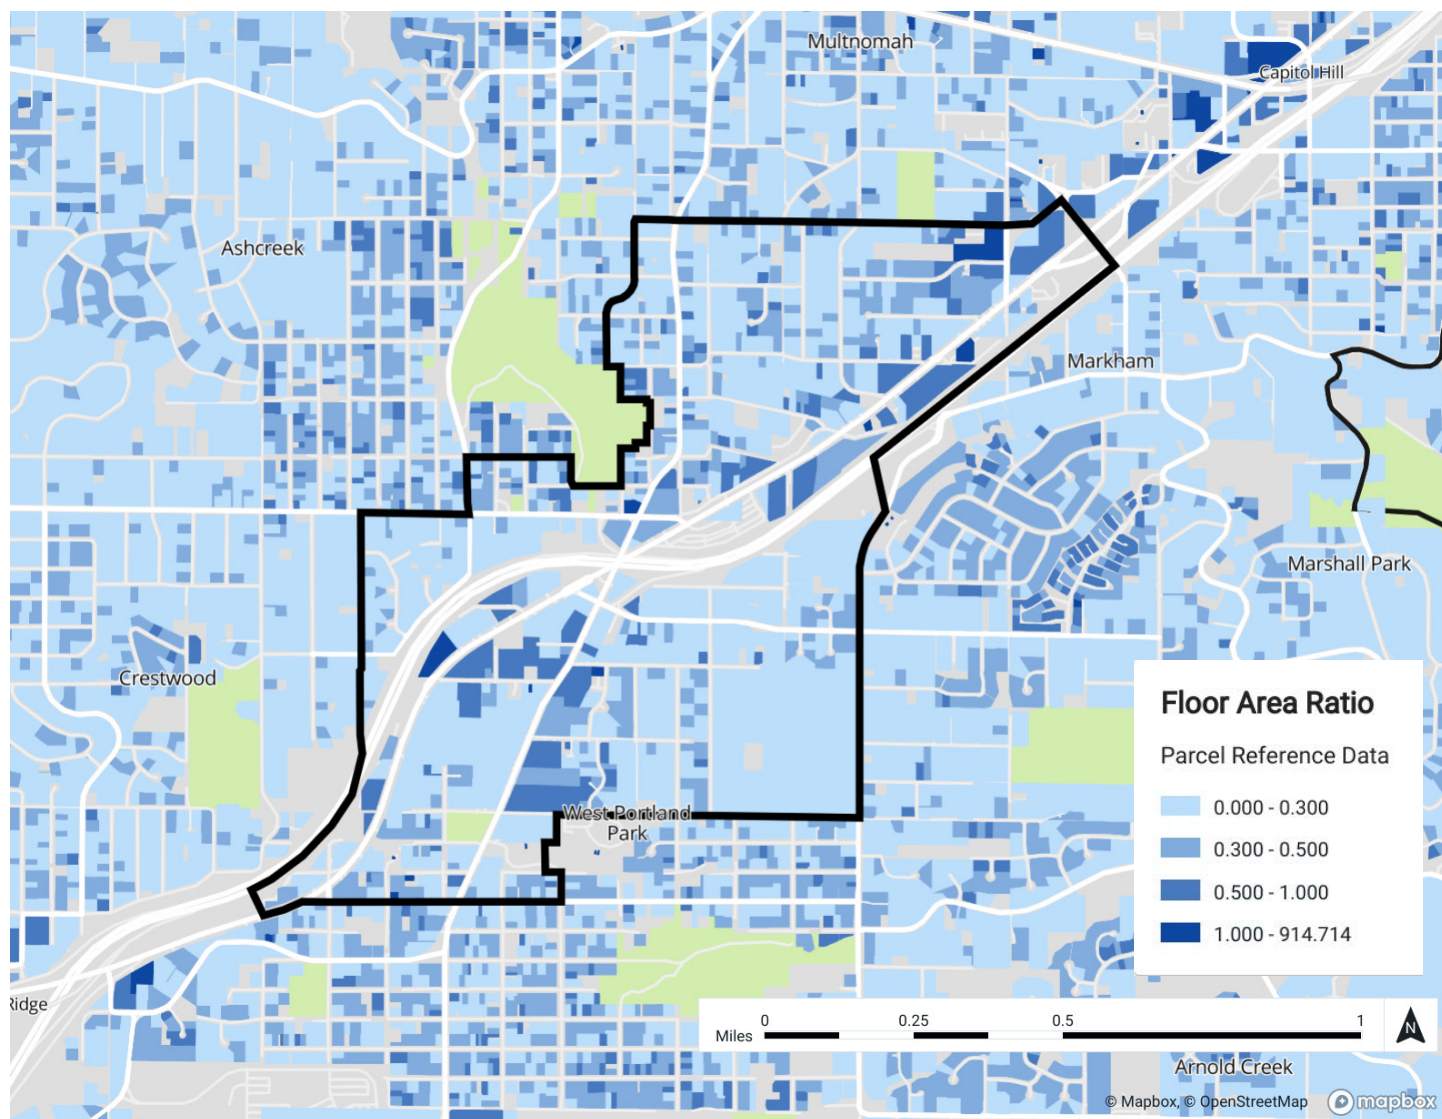 Multnomah
Capitol Hill
Ashcreek
Markham
Marshall Park
Crestwood
West Portland
Park
Floor Area Ratio
Parcel Reference Data
0.000 - 0.300
0.300 - 0.500
0.500 - 1.000
1.000 - 914.714
Ridge
0 0.25 0.5 1
Miles
N
Arnold Creek
© Mapbox, © OpenStreetMap
mapbox